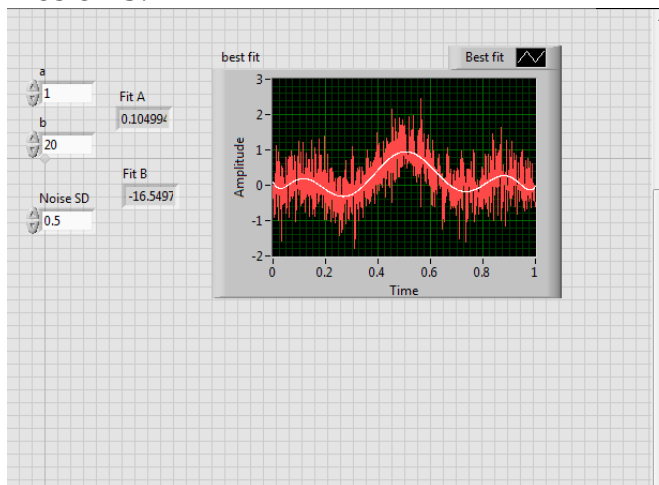 best fit
Best fit
a
1
Fit A
0.104994
b
20
Fit B
-16.5497
Noise SD
0.5
Amplitude
3
2
1
0
-1
-2
0 0.2 0.4 0.6 0.8 1
Time